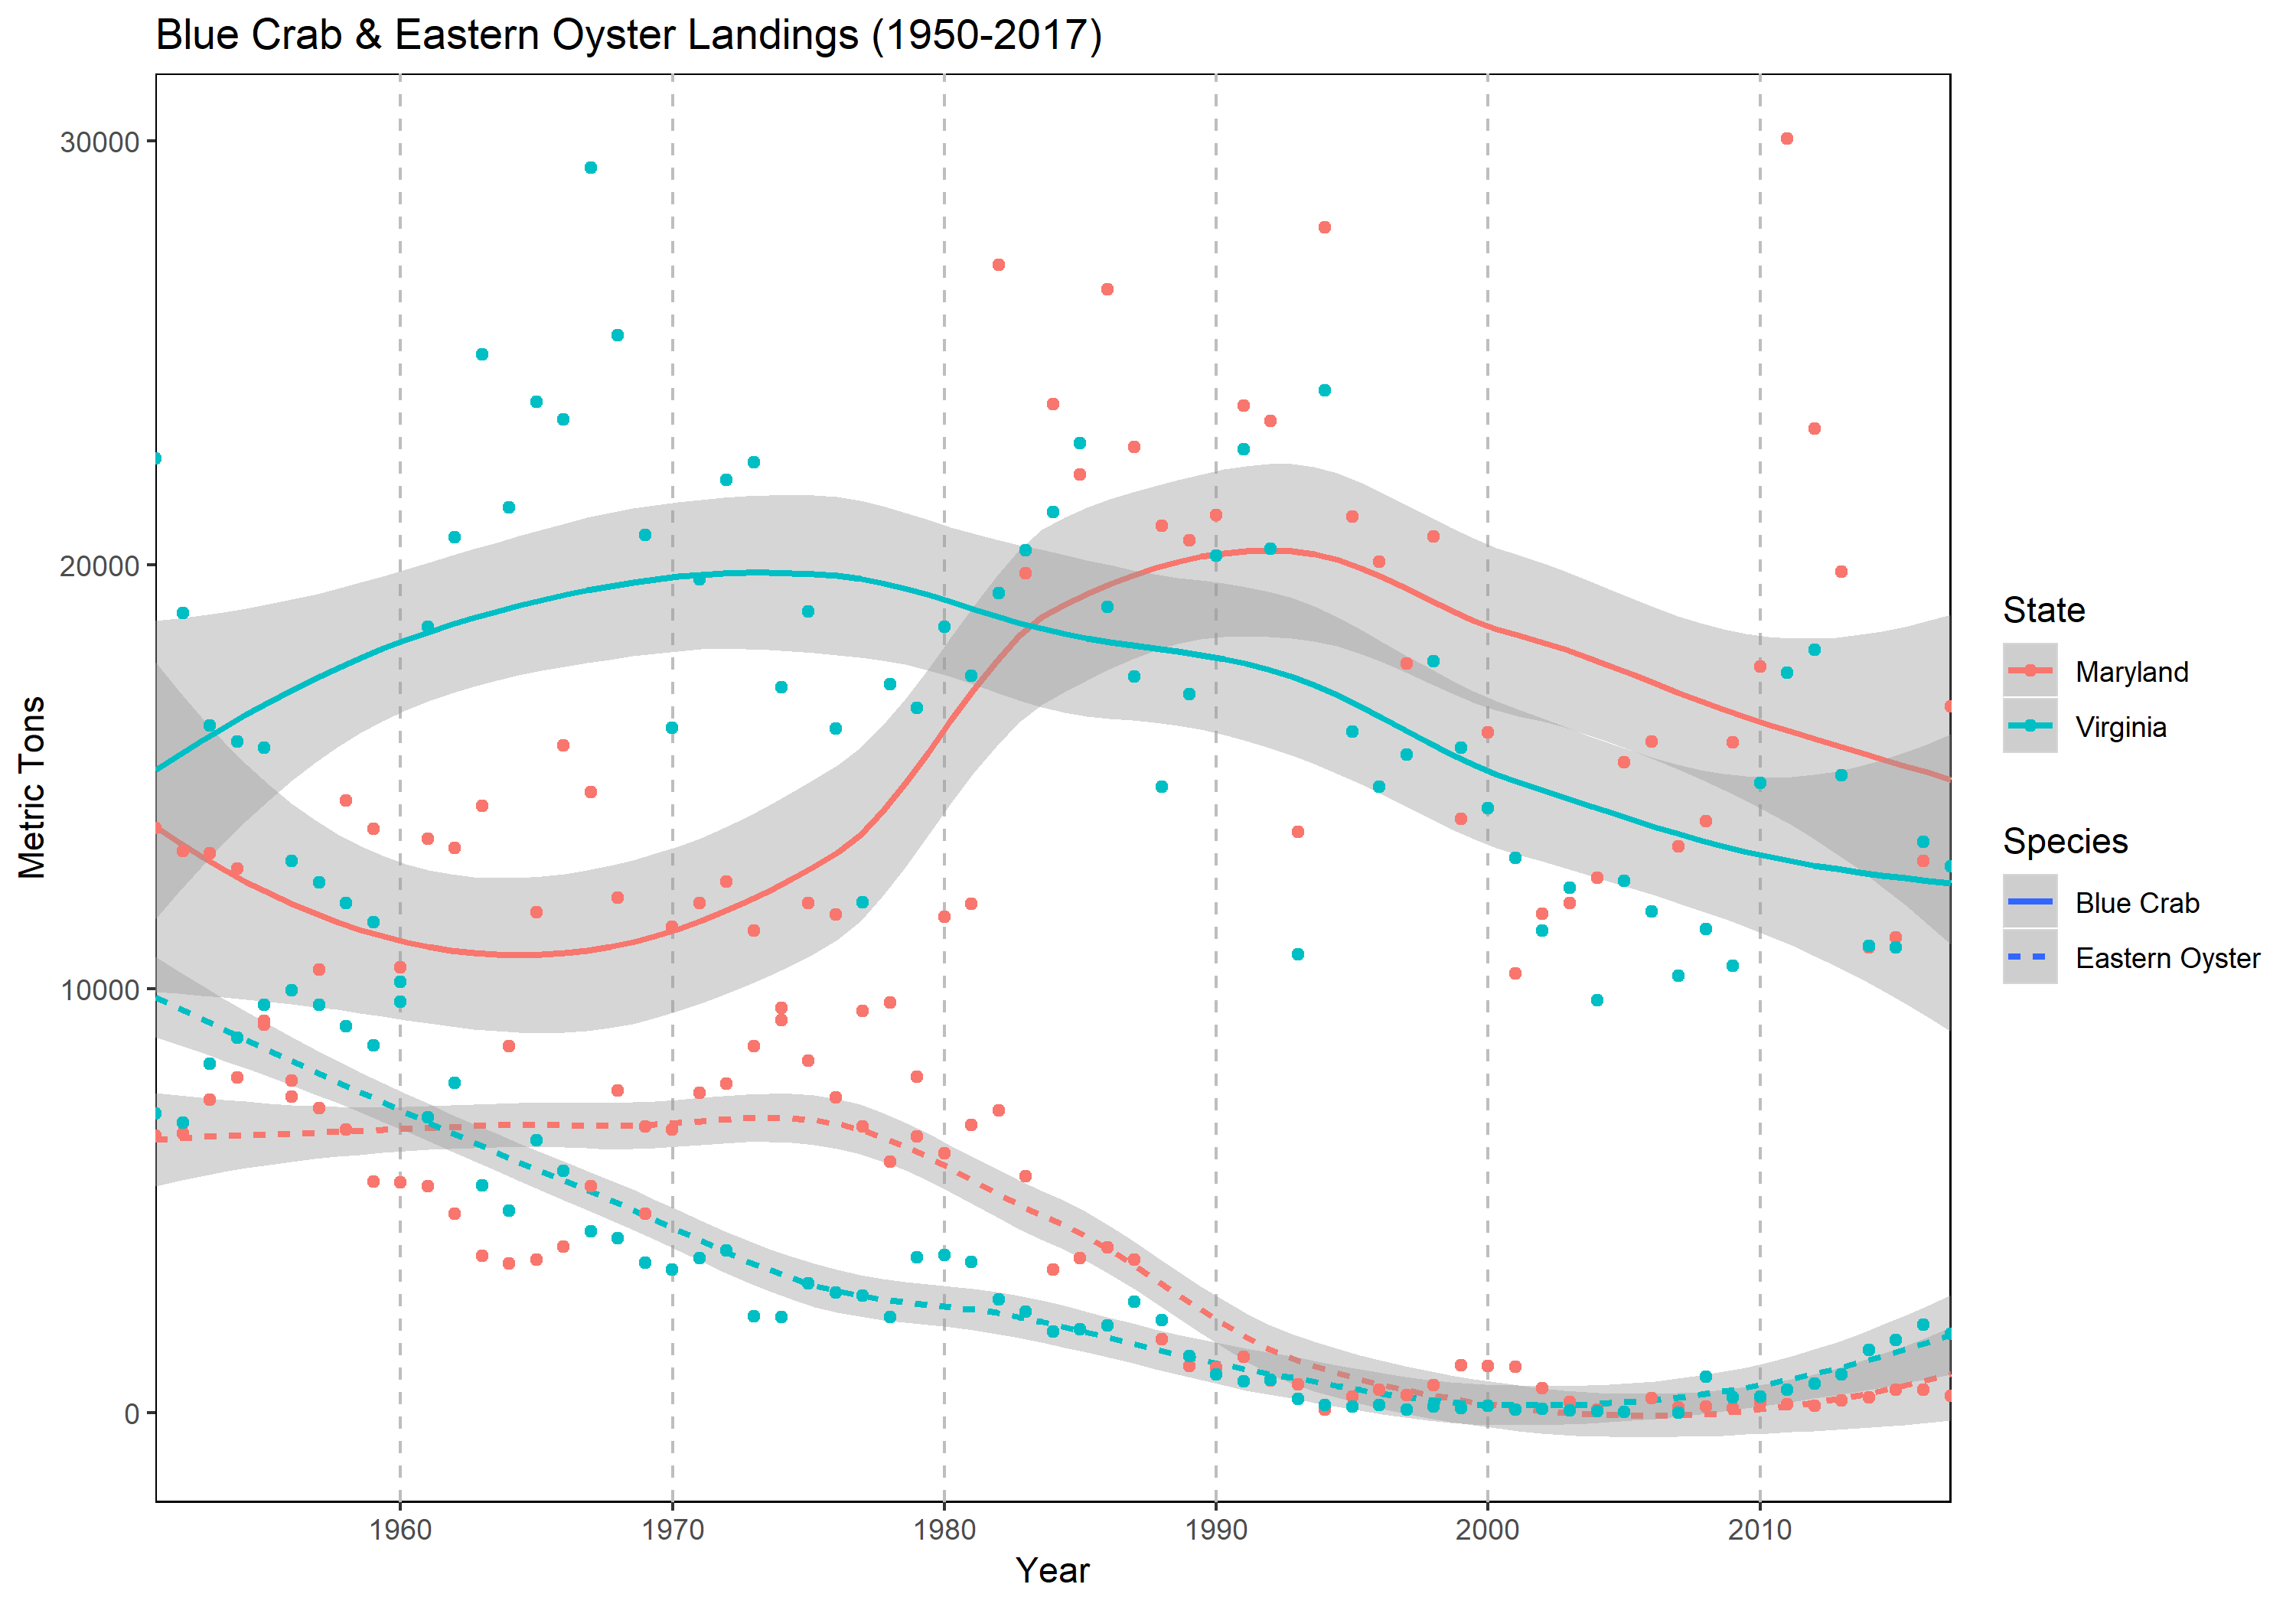 Blue Crab & Eastern Oyster Landings (1950-2017)
30000
20000
10000
0
Metric Tons
1960
1970
1980
1990
2000
2010
Year
State
Maryland
Virginia
Species
Blue Crab
Eastern Oyster